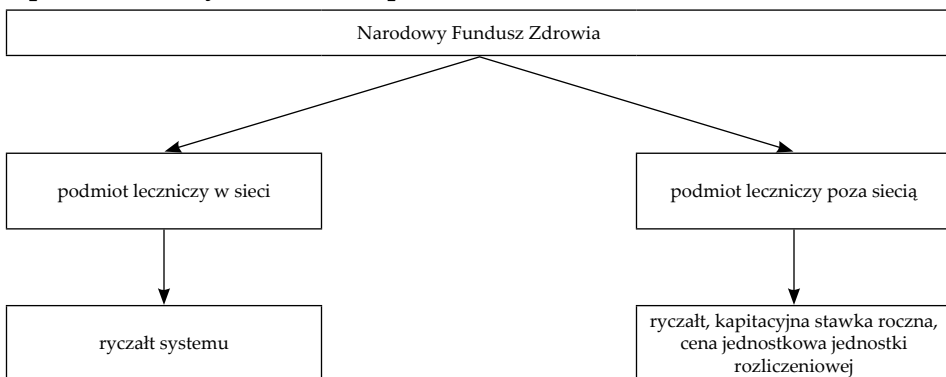 Narodowy Fundusz Zdrowia
podmiot leczniczy w sieci
podmiot leczniczy poza siecią
ryczałt systemu
ryczałt, kapitacyjna stawka roczna,
cena jednostkowa jednostki
rozliczeniowej